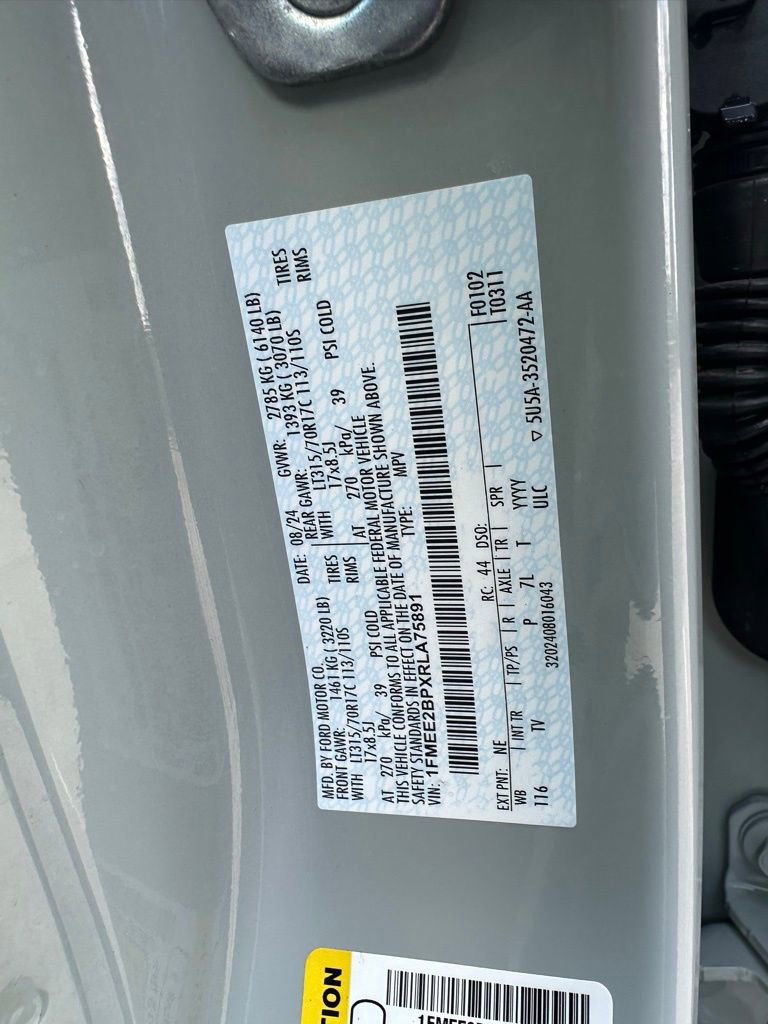 MFD. BY FORD MOTOR CO.
DATE: 08/24 GVWR: 2785 KG ( 6140 LB)
FRONT GAWR: 1461 KG ( 3220 LB) REAR GAWR: 1393 KG ( 3070 LB)
WITH LT315/70R17C 113/110S TIRES WITH LT315/70R17C 113/110S TIRES
17x8.5J RIMS 17x8.5J RIMS
AT 270 kPa/ 39 PSI COLD AT 270 kPa/ 39 PSI COLD
THIS VEHICLE CONFORMS TO ALL APPLICABLE FEDERAL MOTOR VEHICLE
SAFETY STANDARDS IN EFFECT ON THE DATE OF MANUFACTURE SHOWN ABOVE.
VIN: 1FMEE2BPXRLA75891 TYPE: MPV
EXT PNT: NE RC: 44 DSO: F0102
WB INT TR TP/PS R AXLE TR SPR T0311
116 TV P 7L T YYYY
3202408016043 ULC ▽ 5U5A-3520472-AA
TION